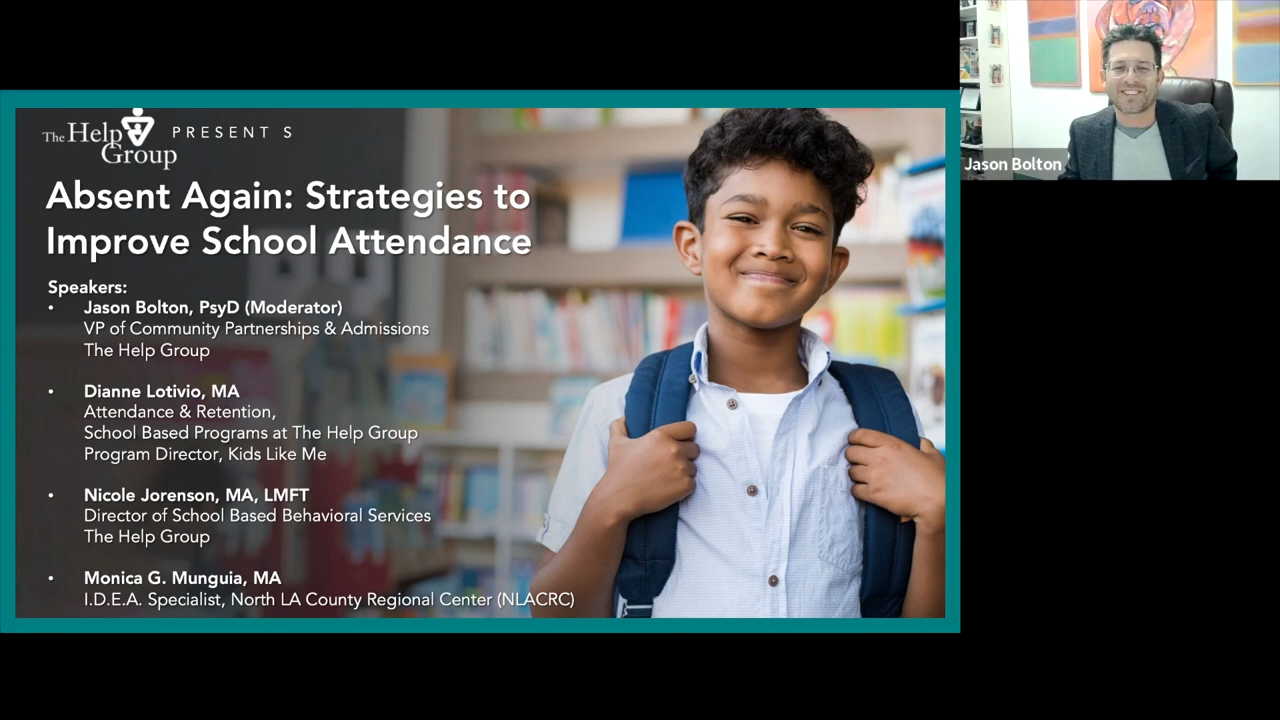 The Help Group
PRESENTS
Absent Again: Strategies to
Improve School Attendance
Speakers:
• Jason Bolton, PsyD (Moderator)
VP of Community Partnerships & Admissions
The Help Group
• Dianne Lotivio, MA
Attendance & Retention,
School Based Programs at The Help Group
Program Director, Kids Like Me
• Nicole Jorenson, MA, LMFT
Director of School Based Behavioral Services
The Help Group
• Monica G. Munguia, MA
I.D.E.A. Specialist, North LA County Regional Center (NLACRC)
Jason Bolton